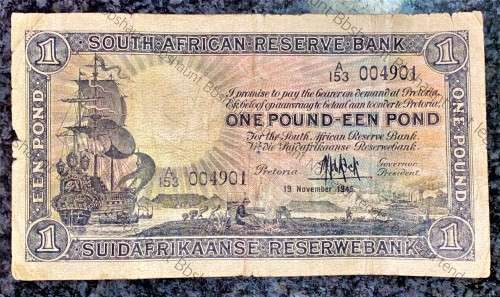 1
SOUTH AFRICAN RESERVE BANK
1
A/153 004901
I promise to pay the bearer on demand at Pretoria
Ek beloof op aanvraag te betaal aan toonder te Pretoria
ONE POUND-EEN POND
For the South African Reserve Bank.
Vir die Suidafrikaanse Reserwebank.
Pretoria
Governor
President
A/153 004901
19 November 1945
EEN POND
ONE POUND
1
SUIDAFRIKAANSE RESERWEBANK
1